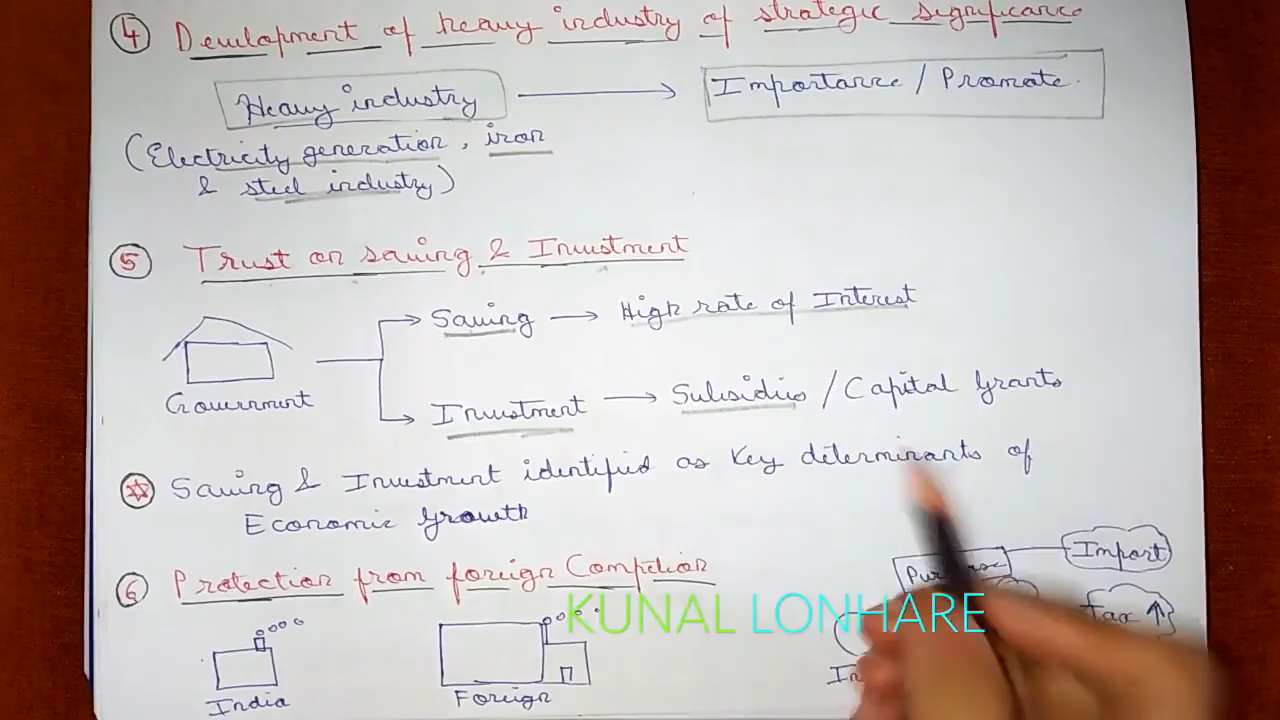 ④ Development of heavy industry of strategic significance
Heavy industry → Importance / Promote
(Electricity generation, iron
& steel industry)
⑤ Trust on saving & Investment
Saving → High rate of Interest
Government
Investment → Subsidies / Capital Grants
Saving & Investment identified as key determinants of
Economic Growth
⑥ Protection from foreign Compition
Import
Tax ↑
KUNAL LONHARE
India
Foreign